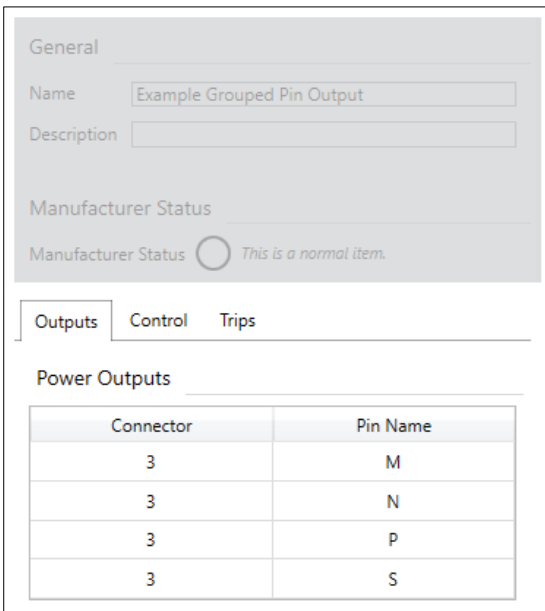 General
Name Example Grouped Pin Output
Description
Manufacturer Status
Manufacturer Status This is a normal item.
Outputs Control Trips
Power Outputs
Connector Pin Name
3 M
3 N
3 P
3 S